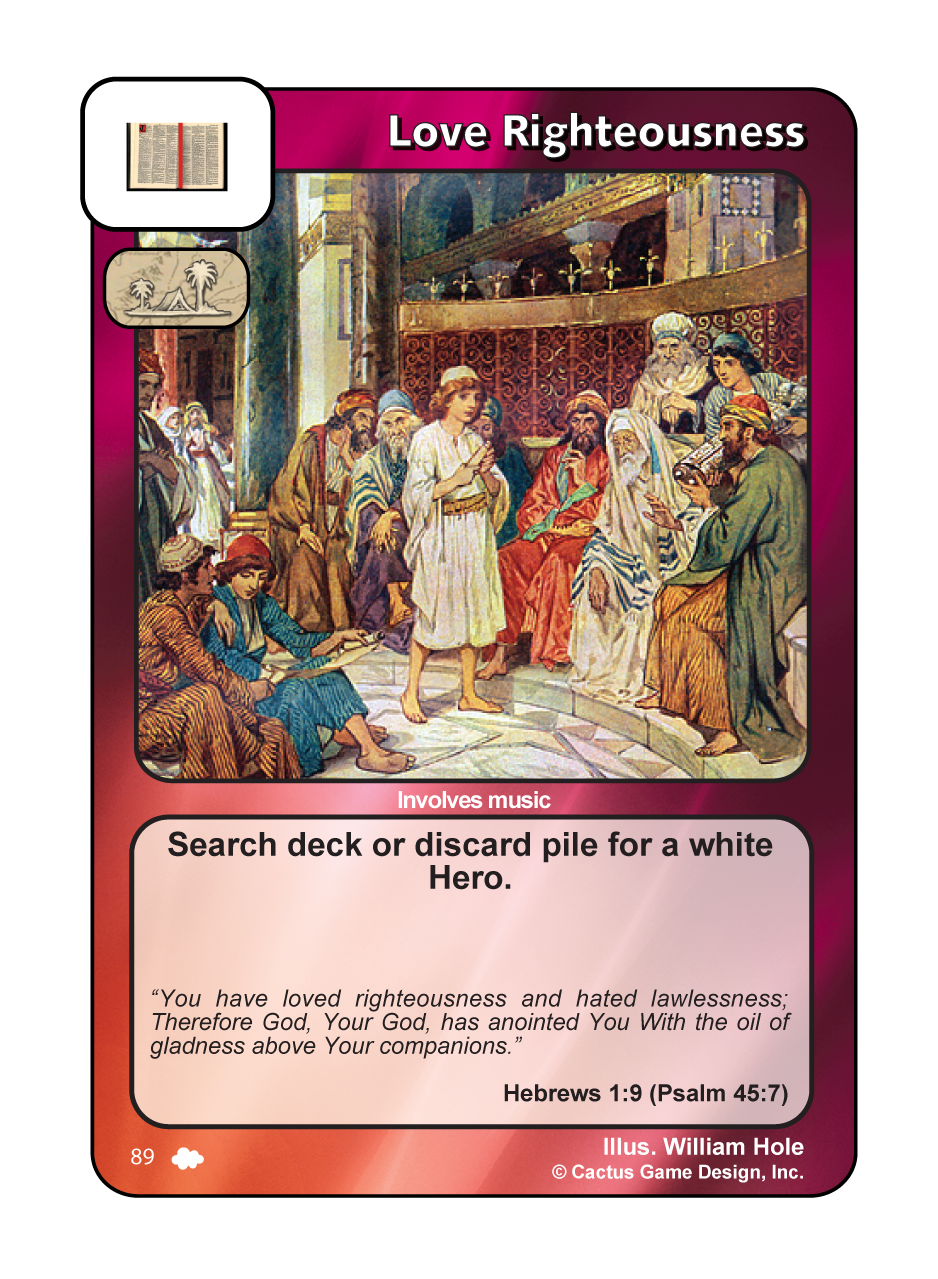 Love Righteousness
Involves music
Search deck or discard pile for a white
Hero.
“You have loved righteousness and hated lawlessness;
Therefore God, Your God, has anointed You With the oil of
gladness above Your companions.”
Hebrews 1:9 (Psalm 45:7)
89
Illus. William Hole
© Cactus Game Design, Inc.